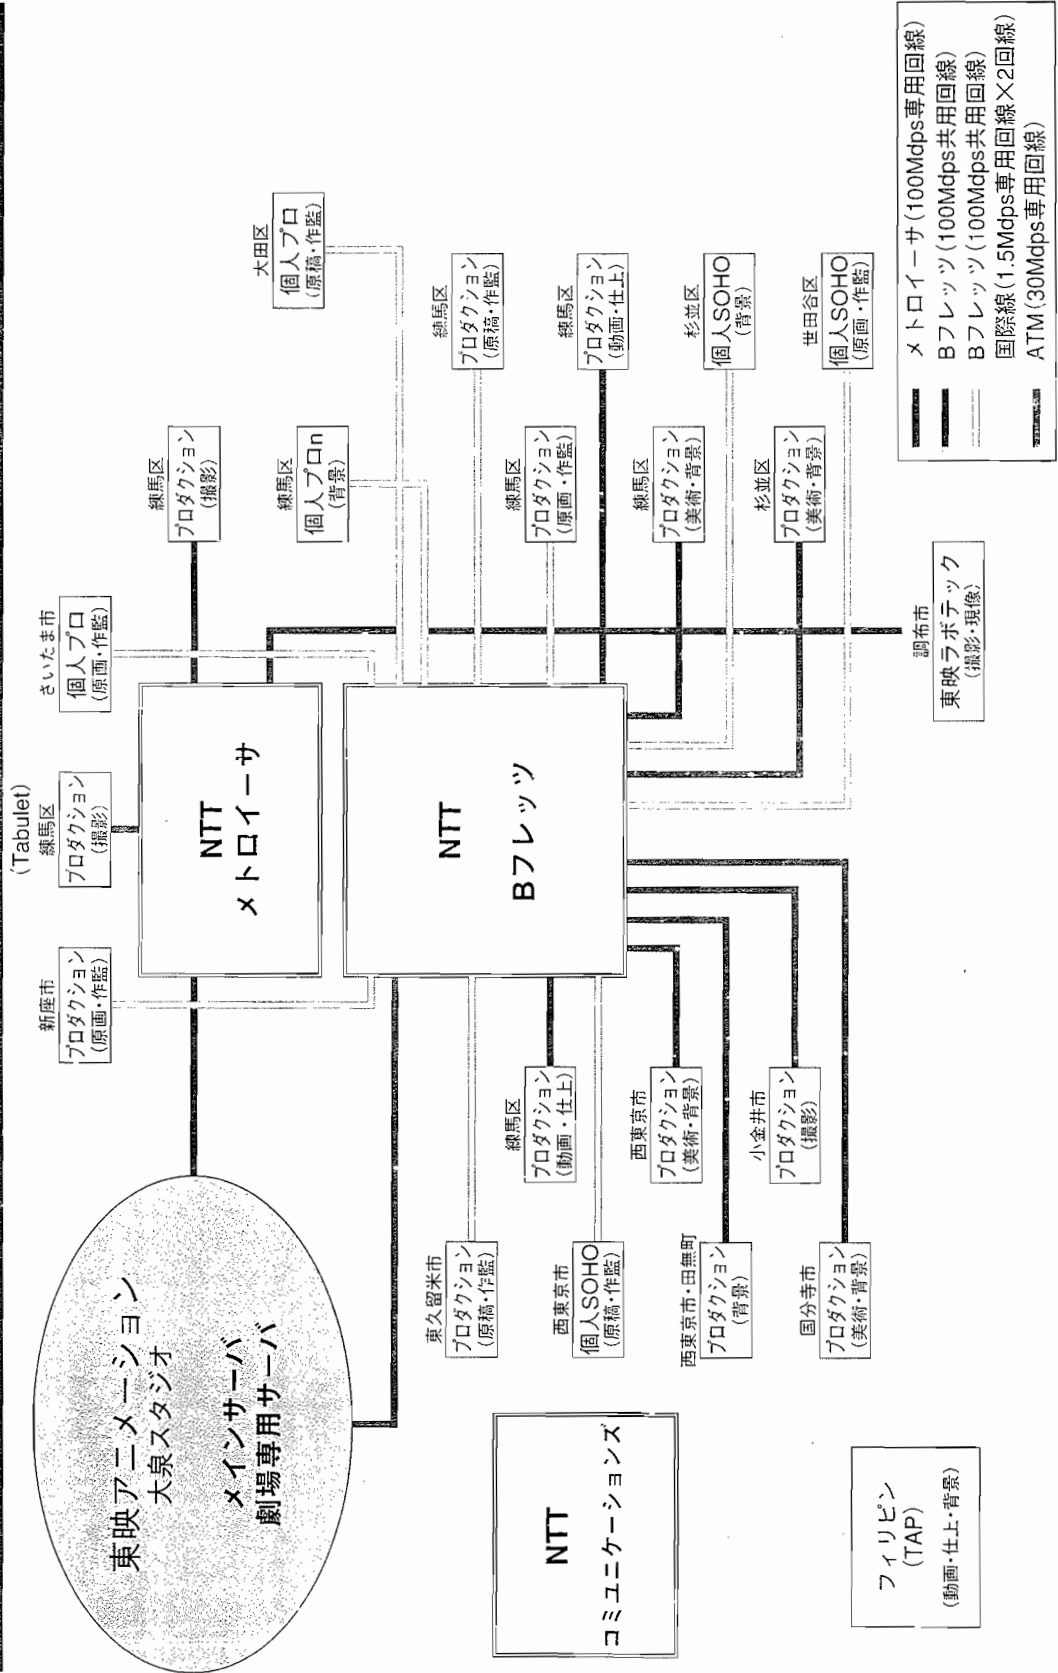 東映アニメーション
大泉スタジオ
メインサーバ
劇場専用サーバ
新座市
プロダクション
(原画・作監)
(Tabulet)
練馬区
プロダクション
(撮影)
さいたま市
個人プロ
(原画・作監)
練馬区
プロダクション
(撮影)
練馬区
個人プロn
(背景)
大田区
個人プロ
(原稿・作監)
NTT
メトロイーサ
NTT
Bフレッツ
練馬区
プロダクション
(原稿・作監)
練馬区
プロダクション
(原画・作監)
練馬区
プロダクション
(動画・仕上)
練馬区
プロダクション
(美術・背景)
杉並区
個人SOHO
(背景)
杉並区
プロダクション
(美術・背景)
世田谷区
個人SOHO
(原画・作監)
東久留米市
プロダクション
(原稿・作監)
練馬区
プロダクション
(動画・仕上)
西東京市
個人SOHO
(原稿・作監)
西東京市
プロダクション
(美術・背景)
西東京市・田無町
プロダクション
(背景)
小金井市
プロダクション
(撮影)
国分寺市
プロダクション
(美術・背景)
調布市
東映ラボテック
(撮影・現像)
NTT
コミュニケーションズ
フィリピン
(TAP)
(動画・仕上・背景)
メトロイーサ(100Mdps専用回線)
Bフレッツ(100Mdps共用回線)
Bフレッツ(100Mdps共用回線)
国際線(1.5Mdps専用回線×2回線)
ATM(30Mdps専用回線)